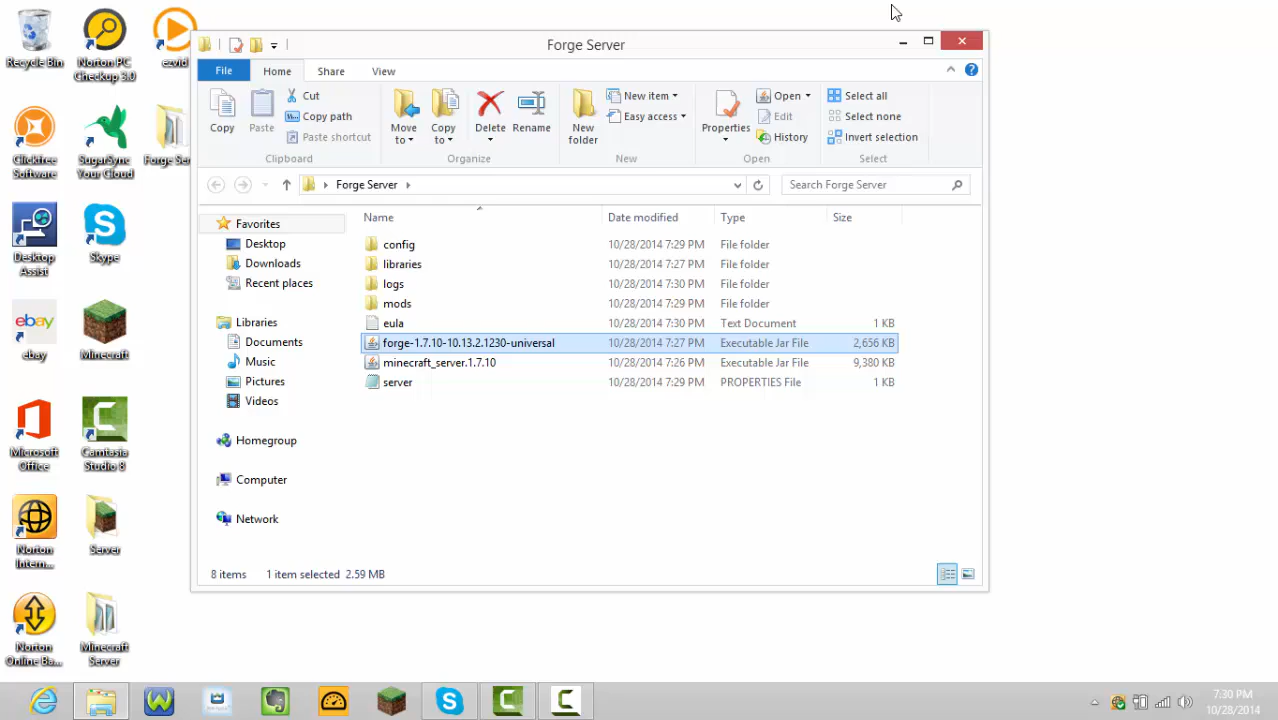 Recycle Bin
Norton PC Checkup 3.0
ezvid
Clickfree Software
SugarSync Your Cloud
Forge Ser
Desktop Assist
Skype
ebay
ebay
Minecraft
Microsoft Office
Camtasia Studio 8
Norton Intern...
Server
Norton Online Ba...
Minecraft Server
Forge Server
File
Home
Share
View
Copy
Paste
Cut
Copy path
Paste shortcut
Clipboard
Move to
Copy to
Delete
Rename
Organize
New folder
New item
Easy access
New
Properties
Open
Edit
History
Open
Select all
Select none
Invert selection
Select
Forge Server
Search Forge Server
Favorites
Desktop
Downloads
Recent places
Libraries
Documents
Music
Pictures
Videos
Homegroup
Computer
Network
Name Date modified Type Size
config 10/28/2014 7:29 PM File folder
libraries 10/28/2014 7:27 PM File folder
logs 10/28/2014 7:30 PM File folder
mods 10/28/2014 7:29 PM File folder
eula 10/28/2014 7:30 PM Text Document 1 KB
forge-1.7.10-10.13.2.1230-universal 10/28/2014 7:27 PM Executable Jar File 2,656 KB
minecraft_server.1.7.10 10/28/2014 7:26 PM Executable Jar File 9,380 KB
server 10/28/2014 7:29 PM PROPERTIES File 1 KB
8 items 1 item selected 2.59 MB
7:30 PM
10/28/2014